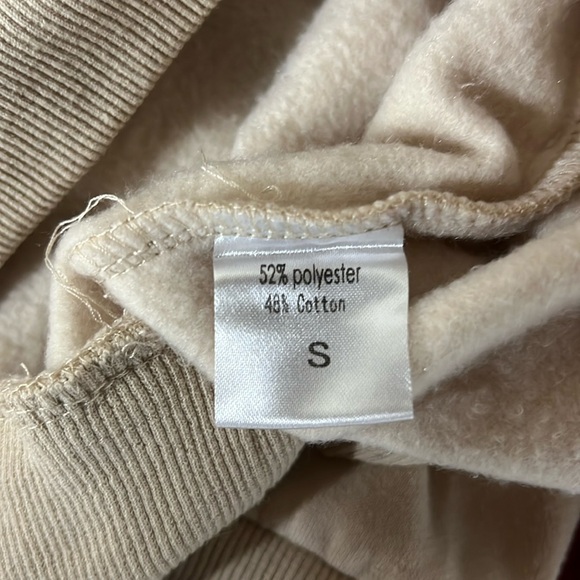 52% polyester
48% Cotton
S